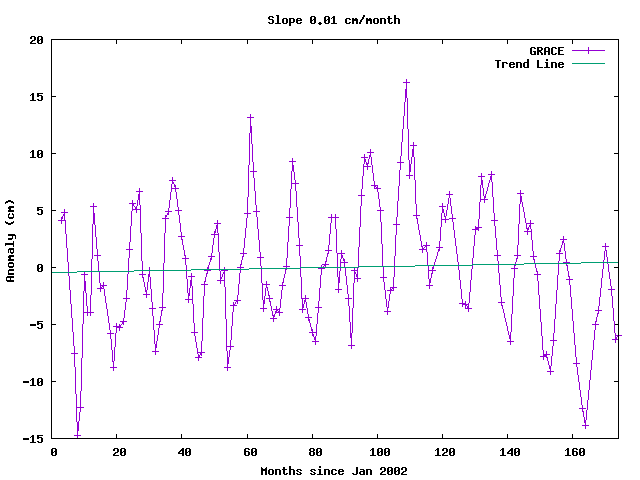 Slope 0.01 cm/month
GRACE
Trend Line
20
15
10
5
0
-5
-10
-15
Anomaly (cm)
0 20 40 60 80 100 120 140 160
Months since Jan 2002